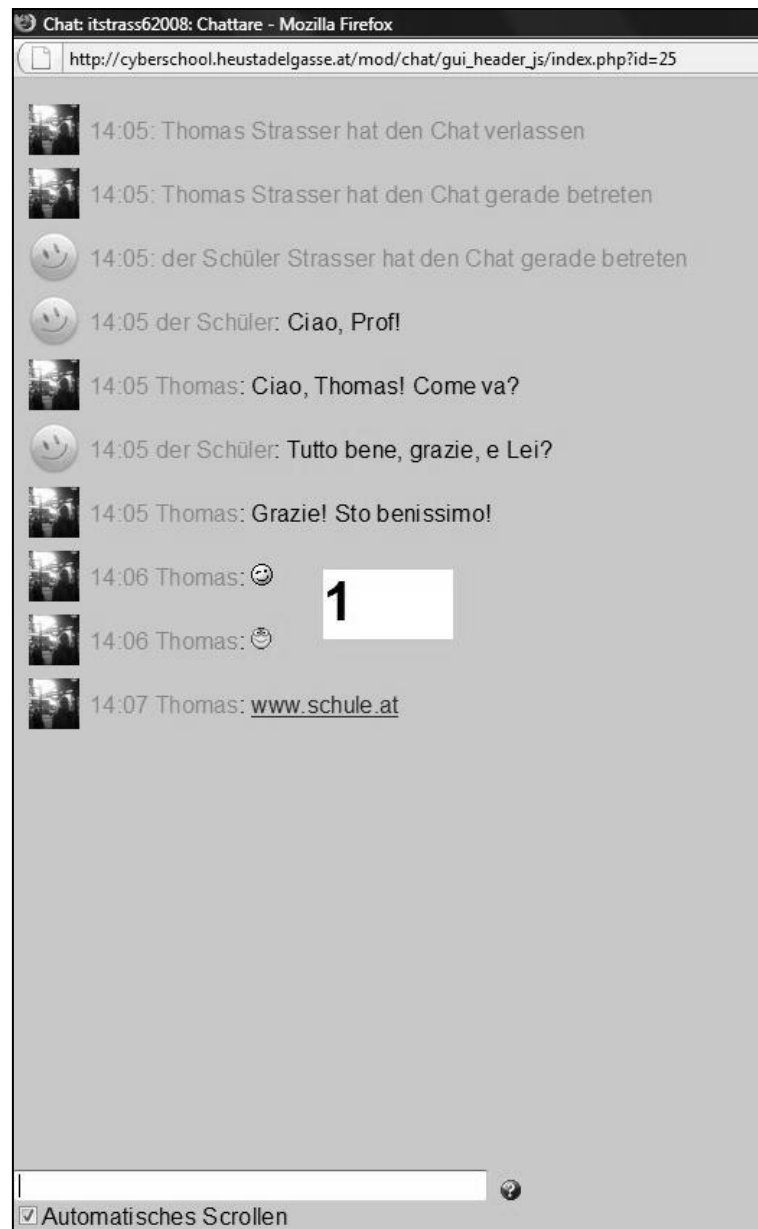 Chat: itstrass62008: Chattare - Mozilla Firefox
http://cyberschool.heustadelgasse.at/mod/chat/gui_header_js/index.php?id=25
14:05: Thomas Strasser hat den Chat verlassen
14:05: Thomas Strasser hat den Chat gerade betreten
14:05: der Schüler Strasser hat den Chat gerade betreten
14:05 der Schüler: Ciao, Prof!
14:05 Thomas: Ciao, Thomas! Come va?
14:05 der Schüler: Tutto bene, grazie, e Lei?
14:05 Thomas: Grazie! Sto benissimo!
14:06 Thomas:
1
14:06 Thomas:
14:07 Thomas: www.schule.at
Automatisches Scrollen